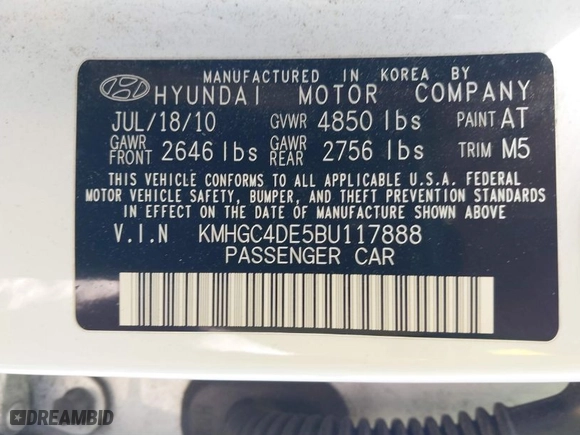 MANUFACTURED IN KOREA BY
HYUNDAI MOTOR COMPANY
JUL/18/10 GVWR 4850 lbs PAINT AT
GAWR FRONT 2646 lbs GAWR REAR 2756 lbs TRIM M5
THIS VEHICLE CONFORMS TO ALL APPLICABLE U.S.A. FEDERAL
MOTOR VEHICLE SAFETY, BUMPER, AND THEFT PREVENTION STANDARDS
IN EFFECT ON THE DATE OF MANUFACTURE SHOWN ABOVE
V.I.N KMHGC4DE5BU117888
PASSENGER CAR
DREAMBID